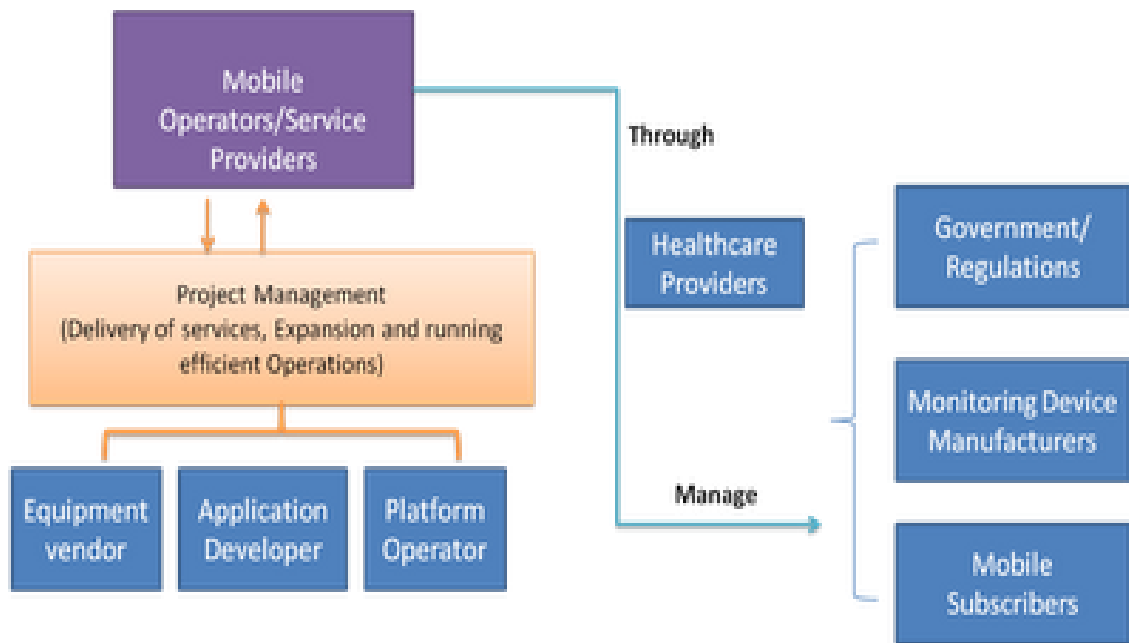 Mobile
Operators/Service
Providers
Through
Healthcare
Providers
Government/
Regulations
Project Management
(Delivery of services, Expansion and running
efficient Operations)
Monitoring Device
Manufacturers
Equipment
vendor
Application
Developer
Platform
Operator
Manage
Mobile
Subscribers